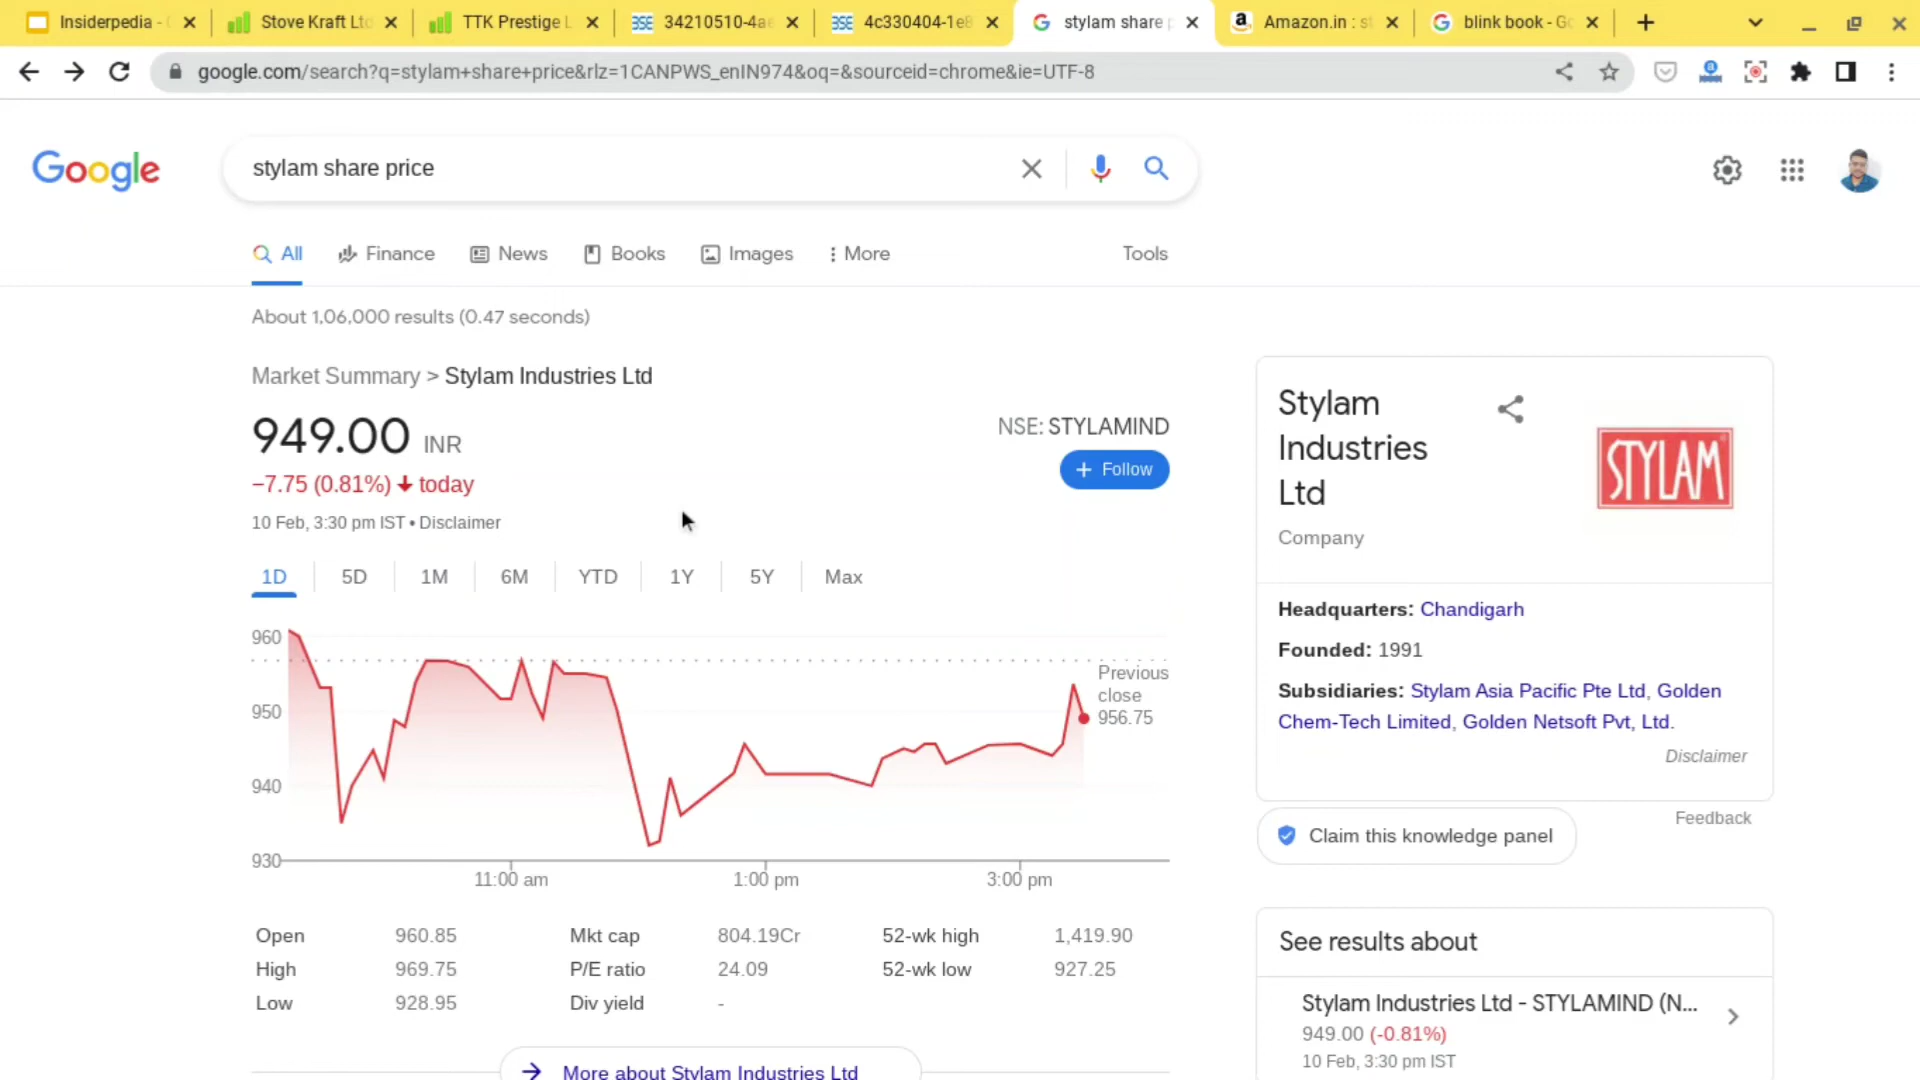 Insiderpedia -
Stove Kraft Ltd
TTK Prestige L
34210510-4ae
4c330404-1e8
stylam share p
Amazon.in : st
blink book - Go
google.com/search?q=stylam+share+price&rlz=1CANPWS_enIN974&oq=&sourceid=chrome&ie=UTF-8
Google
stylam share price
All
Finance
News
Books
Images
More
Tools
About 1,06,000 results (0.47 seconds)
Market Summary > Stylam Industries Ltd
949.00 INR
−7.75 (0.81%) today
10 Feb, 3:30 pm IST • Disclaimer
NSE: STYLAMIND
+ Follow
1D
5D
1M
6M
YTD
1Y
5Y
Max
960
950
940
930
Previous
close
956.75
11:00 am
1:00 pm
3:00 pm
Open 960.85
High 969.75
Low 928.95
Mkt cap 804.19Cr
P/E ratio 24.09
Div yield -
52-wk high 1,419.90
52-wk low 927.25
More about Stylam Industries Ltd
Stylam
Industries
Ltd
Company
STYLAM
Headquarters: Chandigarh
Founded: 1991
Subsidiaries: Stylam Asia Pacific Pte Ltd, Golden
Chem-Tech Limited, Golden Netsoft Pvt, Ltd.
Disclaimer
Claim this knowledge panel
Feedback
See results about
Stylam Industries Ltd - STYLAMIND (N...
949.00 (-0.81%)
10 Feb, 3:30 pm IST